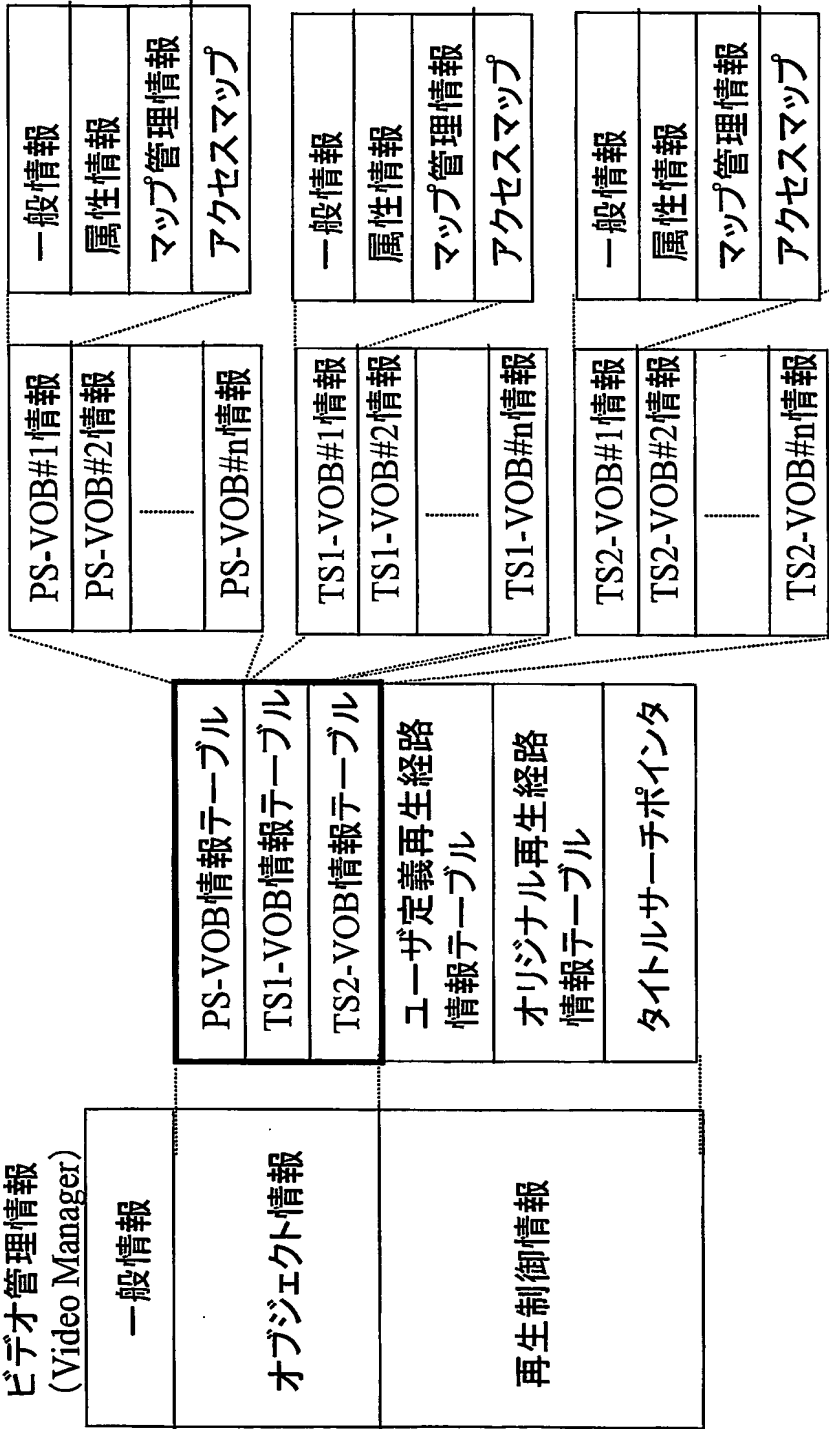 ビデオ管理情報
(Video Manager)
一般情報
オブジェクト情報
再生制御情報
PS-VOB情報テーブル
TS1-VOB情報テーブル
TS2-VOB情報テーブル
ユーザ定義再生経路
情報テーブル
オリジナル再生経路
情報テーブル
タイトルサーチポインタ
PS-VOB#1情報
PS-VOB#2情報
PS-VOB#n情報
TS1-VOB#1情報
TS1-VOB#2情報
TS1-VOB#n情報
TS2-VOB#1情報
TS2-VOB#2情報
TS2-VOB#n情報
一般情報
属性情報
マップ管理情報
アクセスマップ
一般情報
属性情報
マップ管理情報
アクセスマップ
一般情報
属性情報
マップ管理情報
アクセスマップ